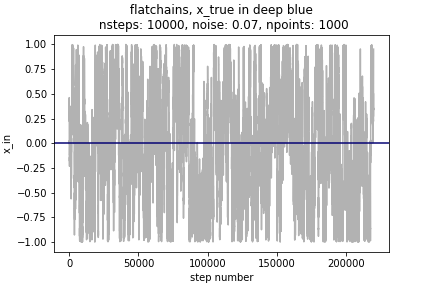 flatchains, x_true in deep blue
nsteps: 10000, noise: 0.07, npoints: 1000
1.00
0.75
0.50
0.25
0.00
−0.25
−0.50
−0.75
−1.00
x_in
0 50000 100000 150000 200000
step number